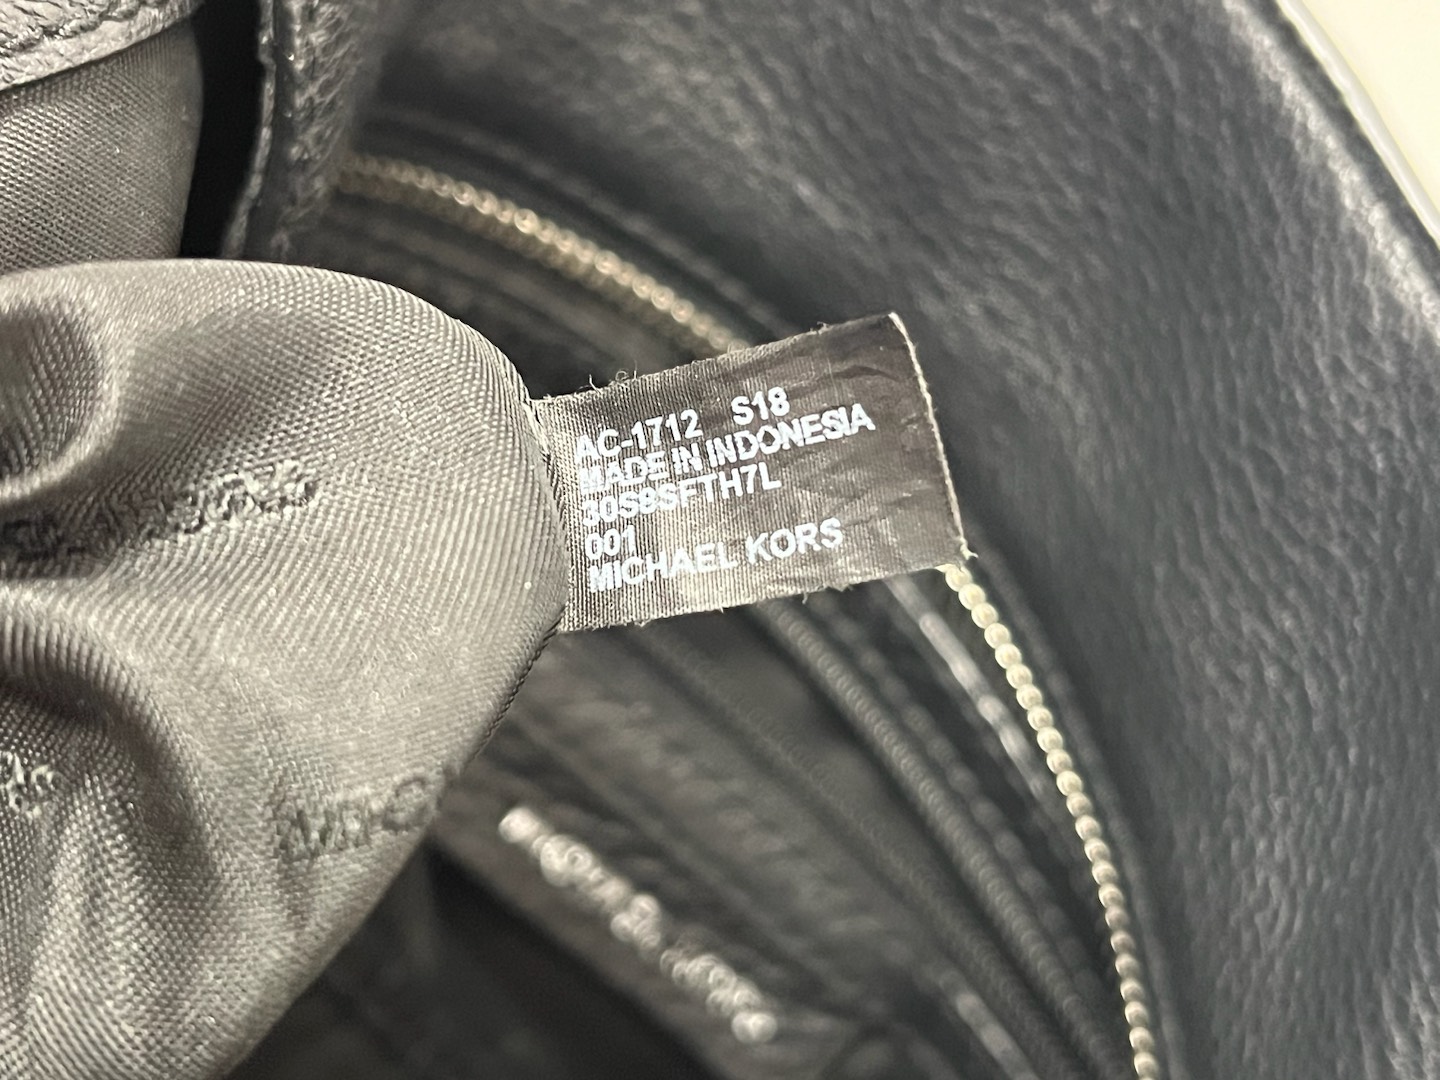 AC-1712 S18
MADE IN INDONESIA
30S8SFTH7L
001
MICHAEL KORS